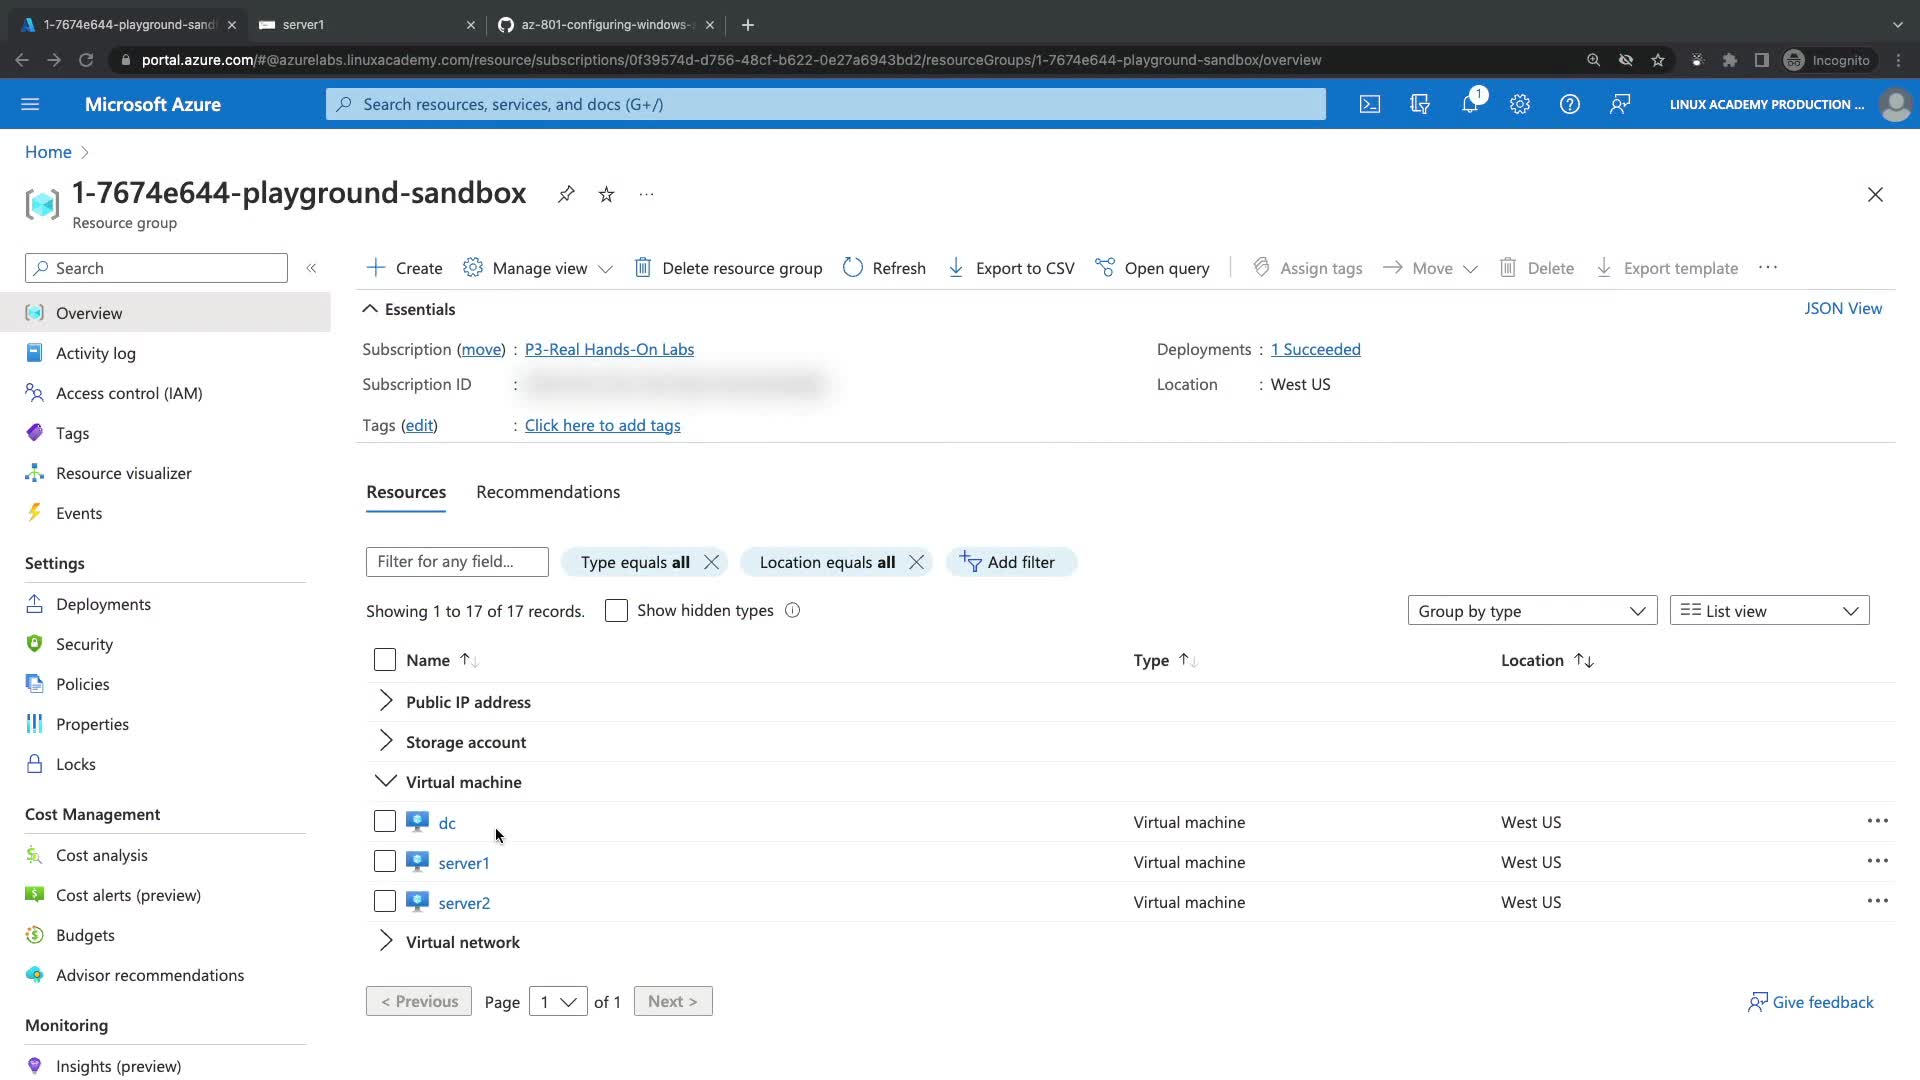 1-7674e644-playground-sand
server1
az-801-configuring-windows-
portal.azure.com/#@azurelabs.linuxacademy.com/resource/subscriptions/0f39574d-d756-48cf-b622-0e27a6943bd2/resourceGroups/1-7674e644-playground-sandbox/overview
Incognito
Microsoft Azure
Search resources, services, and docs (G+/)
1
LINUX ACADEMY PRODUCTION ...
Home
1-7674e644-playground-sandbox
Resource group
Search
Create
Manage view
Delete resource group
Refresh
Export to CSV
Open query
Assign tags
Move
Delete
Export template
Overview
Activity log
Access control (IAM)
Tags
Resource visualizer
Events
Settings
Deployments
Security
Policies
Properties
Locks
Cost Management
Cost analysis
Cost alerts (preview)
Budgets
Advisor recommendations
Monitoring
Insights (preview)
Essentials
JSON View
Subscription (move) : P3-Real Hands-On Labs
Deployments : 1 Succeeded
Subscription ID :
Location : West US
Tags (edit) : Click here to add tags
Resources
Recommendations
Filter for any field...
Type equals all
Location equals all
Add filter
Showing 1 to 17 of 17 records.
Show hidden types
Group by type
List view
Name
Type
Location
Public IP address
Storage account
Virtual machine
dc Virtual machine West US
server1 Virtual machine West US
server2 Virtual machine West US
Virtual network
< Previous
Page 1 of 1
Next >
Give feedback